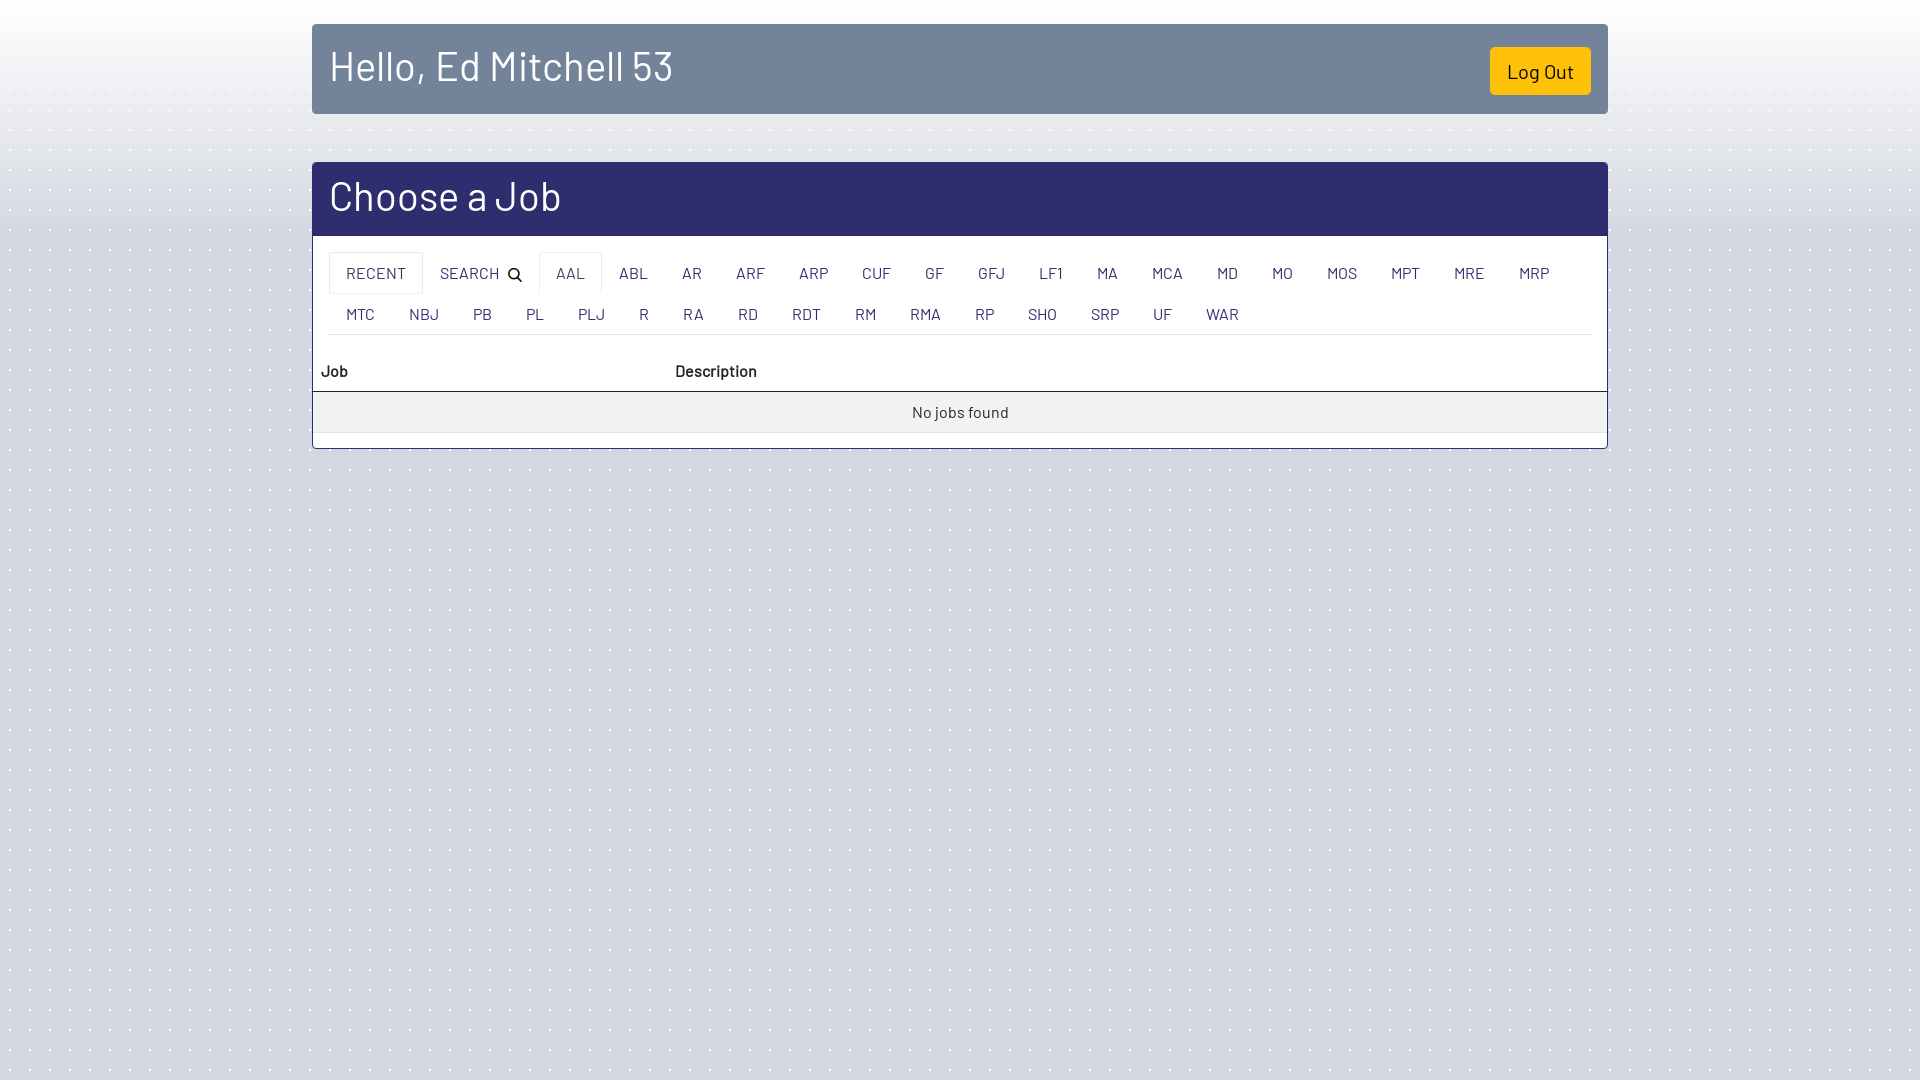 Hello, Ed Mitchell 53
Log Out
Choose a Job
RECENT SEARCH AAL ABL AR ARF ARP CUF GF GFJ LF1 MA MCA MD MO MOS MPT MRE MRP
MTC NBJ PB PL PLJ R RA RD RDT RM RMA RP SHO SRP UF WAR
Job Description
No jobs found